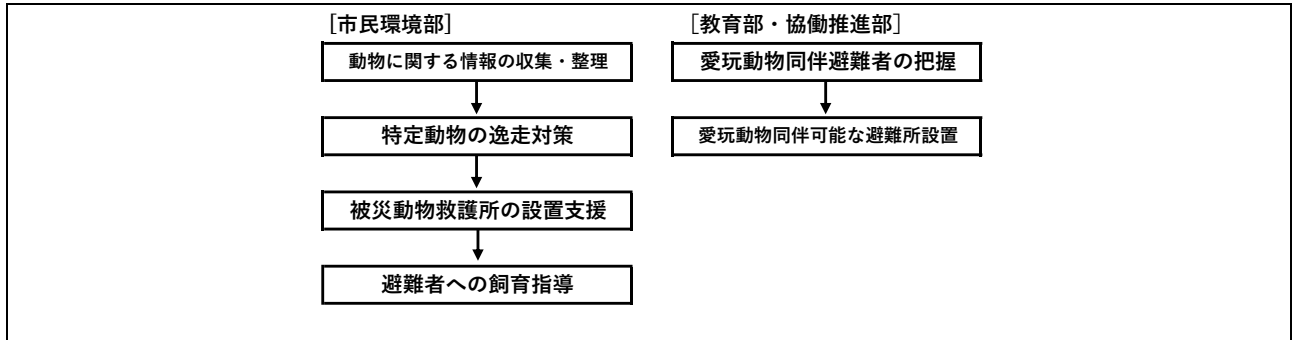 [市民環境部]
動物に関する情報の収集・整理
特定動物の逸走対策
被災動物救護所の設置支援
避難者への飼育指導
[教育部・協働推進部]
愛玩動物同伴避難者の把握
愛玩動物同伴可能な避難所設置